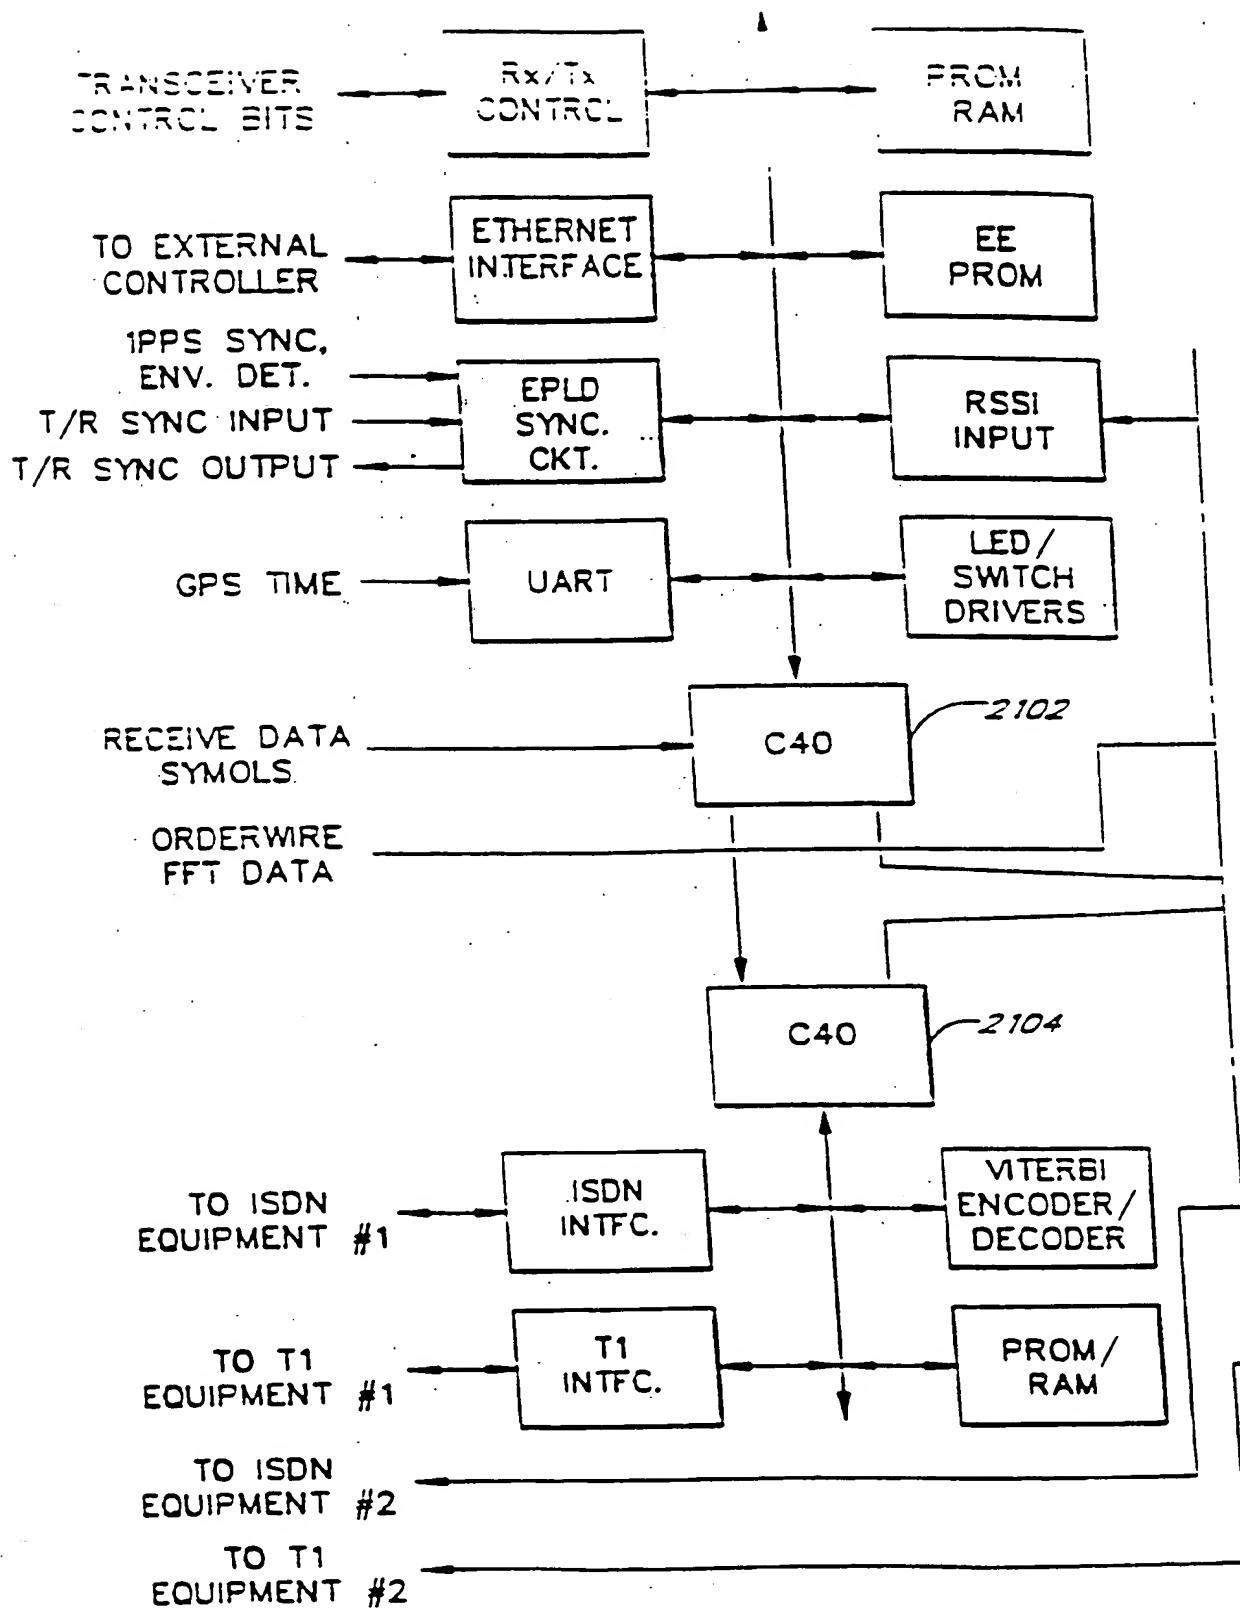 TRANSCEIVER
CONTROL BITS
Rx/Tx
CONTROL
PROM
RAM
TO EXTERNAL
CONTROLLER
ETHERNET
INTERFACE
EE
PROM
1PPS SYNC,
ENV. DET.
T/R SYNC INPUT
T/R SYNC OUTPUT
EPLD
SYNC.
CKT.
RSSI
INPUT
GPS TIME
UART
LED/
SWITCH
DRIVERS
RECEIVE DATA
SYMOLS
C40
2102
ORDERWIRE
FFT DATA
C40
2104
TO ISDN
EQUIPMENT #1
ISDN
INTFC.
VITERBI
ENCODER/
DECODER
TO T1
EQUIPMENT #1
T1
INTFC.
PROM/
RAM
TO ISDN
EQUIPMENT #2
TO T1
EQUIPMENT #2